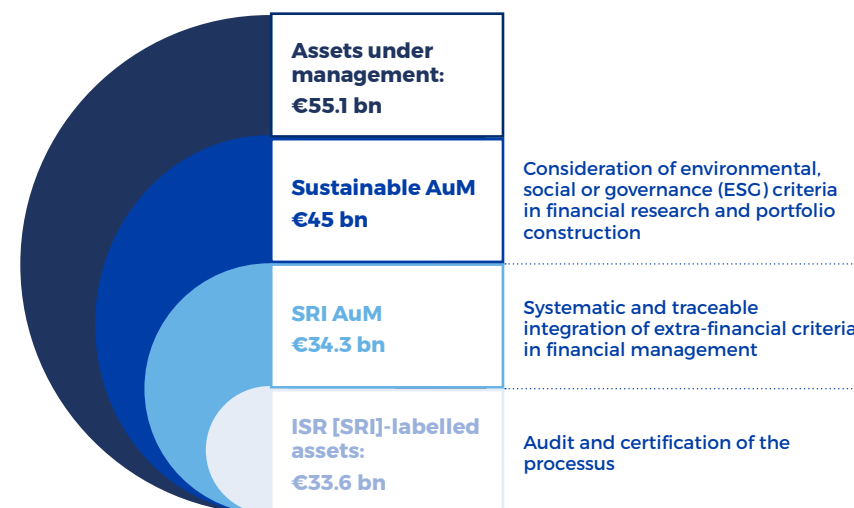 Assets under
management:
€55.1 bn
Sustainable AuM
€45 bn
Consideration of environmental,
social or governance (ESG) criteria
in financial research and portfolio
construction
SRI AuM
€34.3 bn
Systematic and traceable
integration of extra-financial criteria
in financial management
ISR [SRI]-labelled
assets:
€33.6 bn
Audit and certification of the
processus